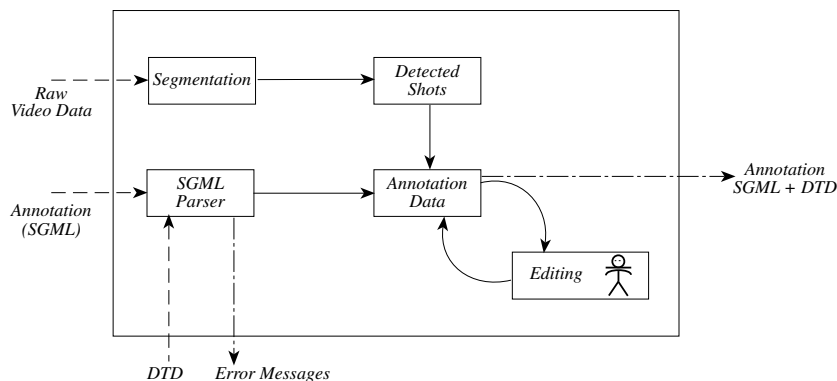 Segmentation
Detected
Shots
Raw
Video Data
SGML
Parser
Annotation
Data
Annotation
SGML + DTD
Annotation
(SGML)
Editing
DTD
Error Messages